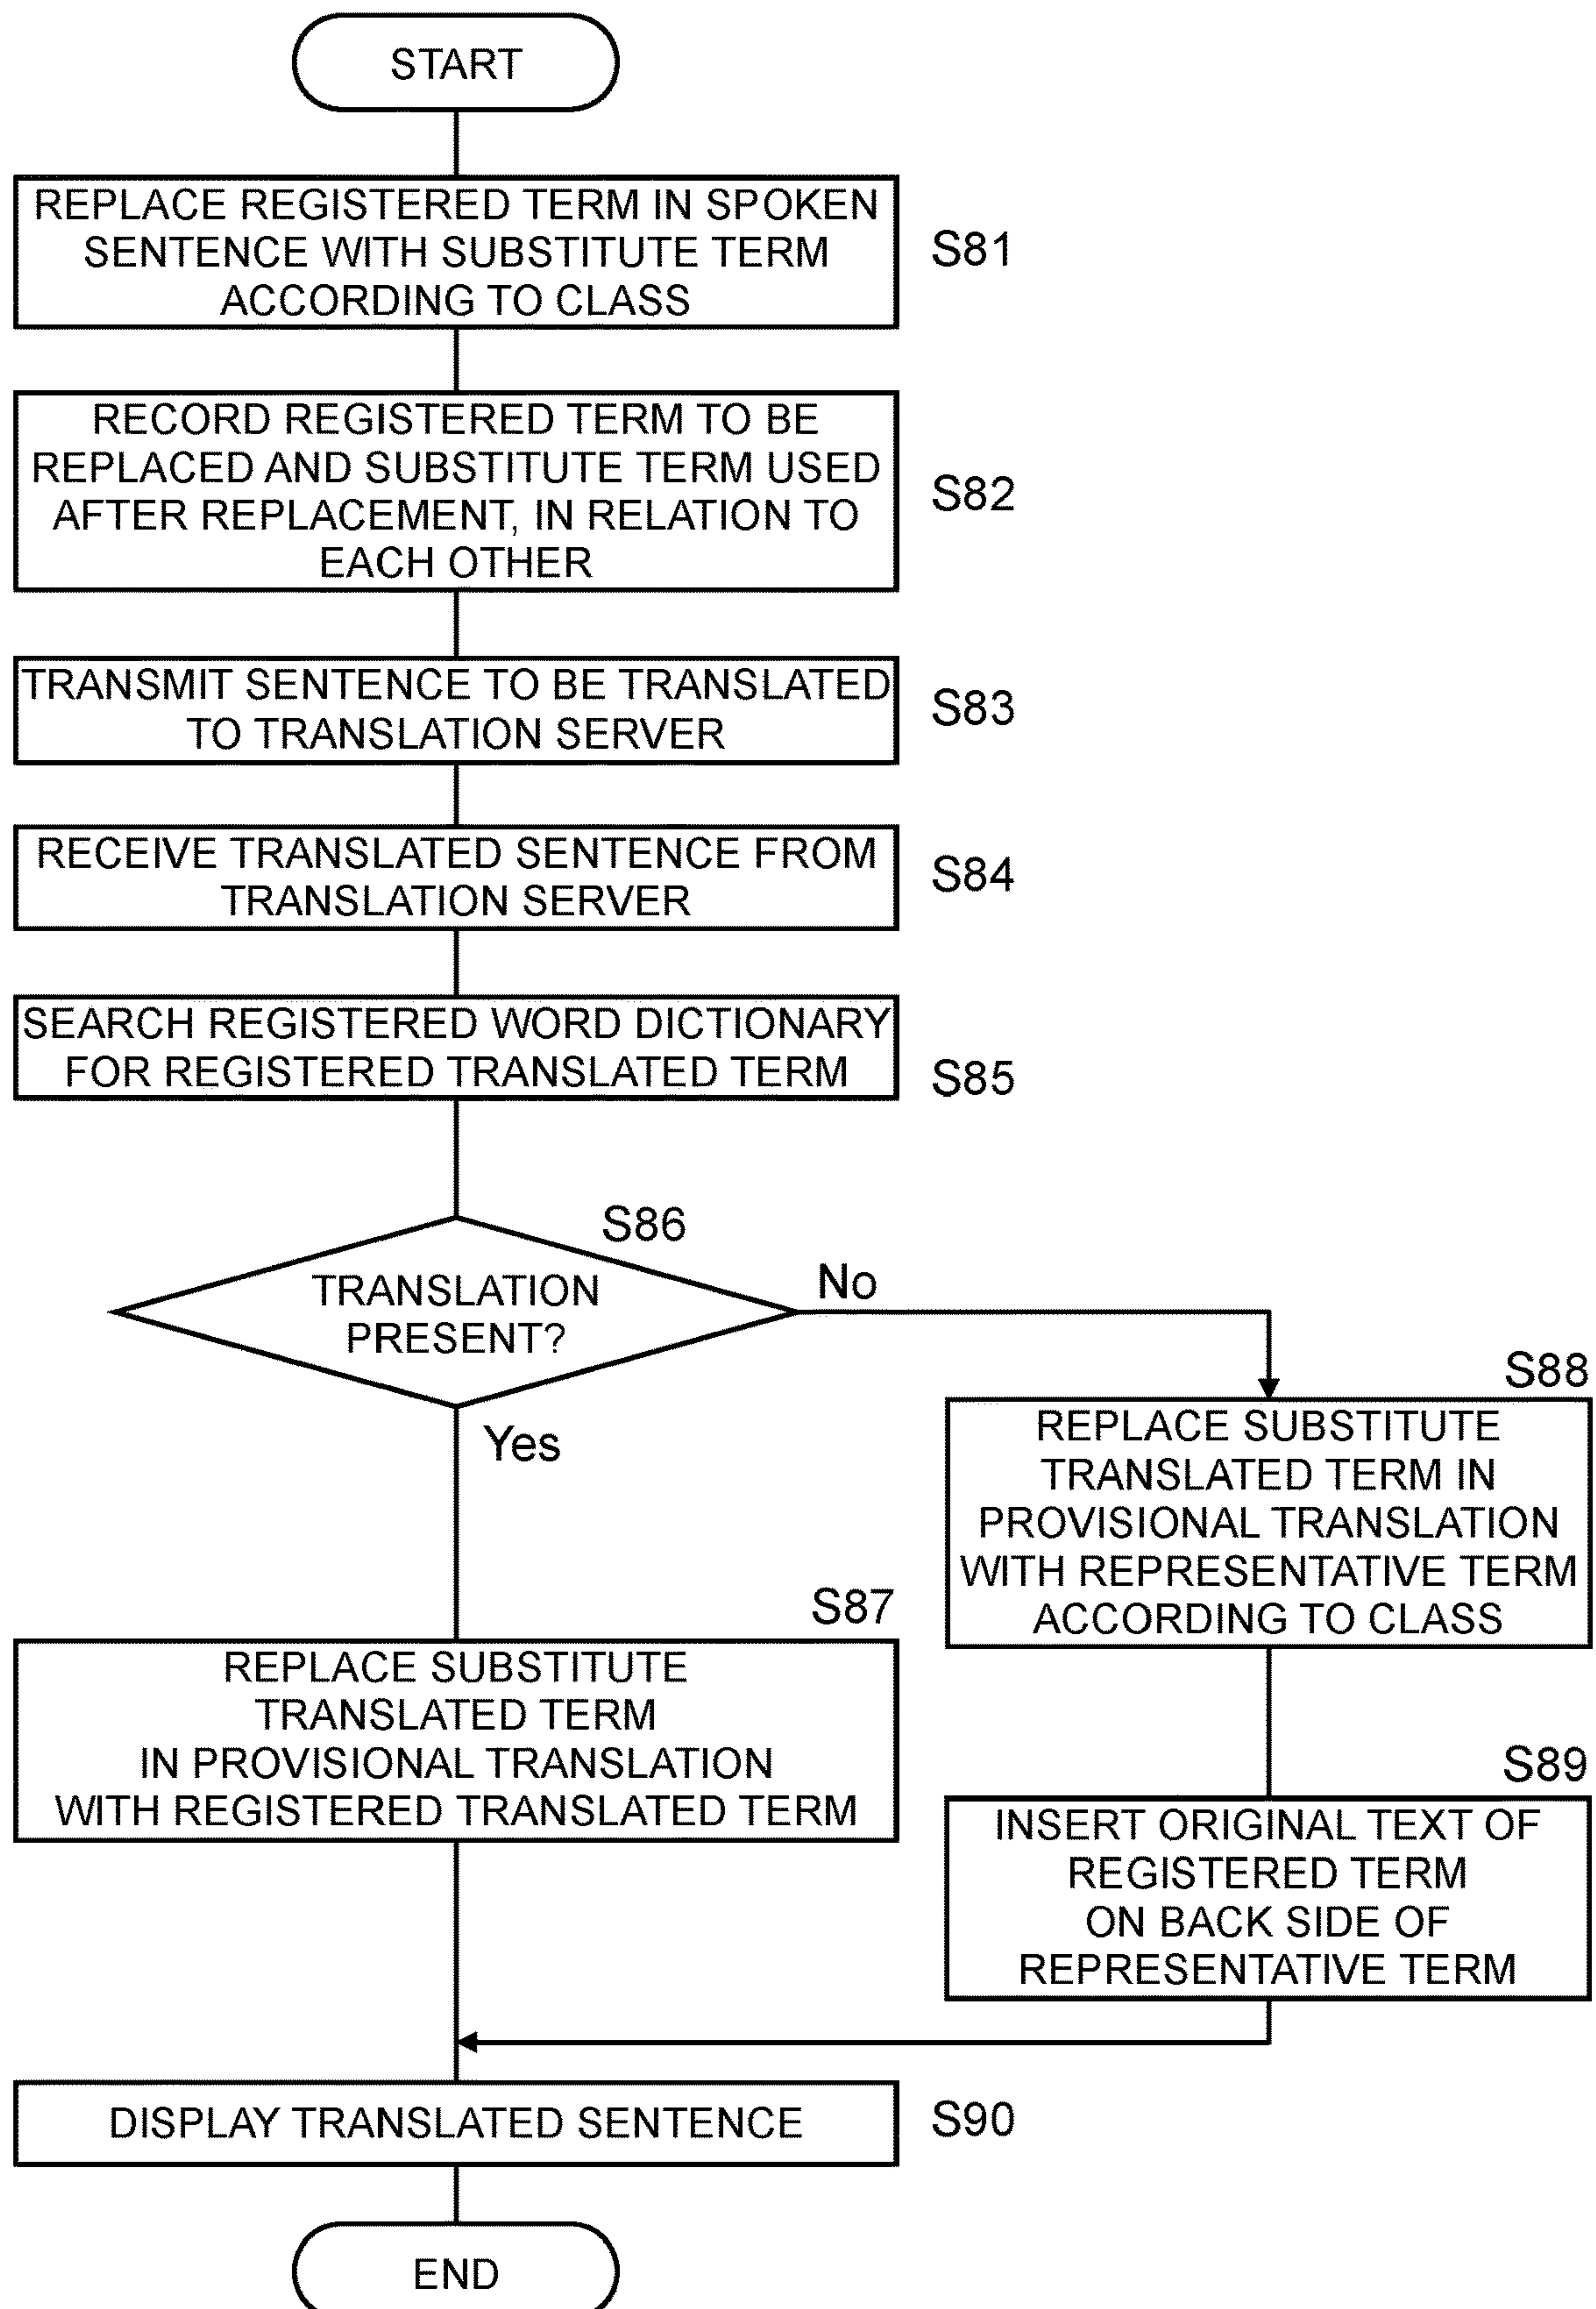 START
REPLACE REGISTERED TERM IN SPOKEN
SENTENCE WITH SUBSTITUTE TERM
ACCORDING TO CLASS
S81
RECORD REGISTERED TERM TO BE
REPLACED AND SUBSTITUTE TERM USED
AFTER REPLACEMENT, IN RELATION TO
EACH OTHER
S82
TRANSMIT SENTENCE TO BE TRANSLATED
TO TRANSLATION SERVER
S83
RECEIVE TRANSLATED SENTENCE FROM
TRANSLATION SERVER
S84
SEARCH REGISTERED WORD DICTIONARY
FOR REGISTERED TRANSLATED TERM
S85
S86
TRANSLATION
PRESENT?
No
Yes
S88
REPLACE SUBSTITUTE
TRANSLATED TERM IN
PROVISIONAL TRANSLATION
WITH REPRESENTATIVE TERM
ACCORDING TO CLASS
S87
REPLACE SUBSTITUTE
TRANSLATED TERM
IN PROVISIONAL TRANSLATION
WITH REGISTERED TRANSLATED TERM
S89
INSERT ORIGINAL TEXT OF
REGISTERED TERM
ON BACK SIDE OF
REPRESENTATIVE TERM
DISPLAY TRANSLATED SENTENCE
S90
END